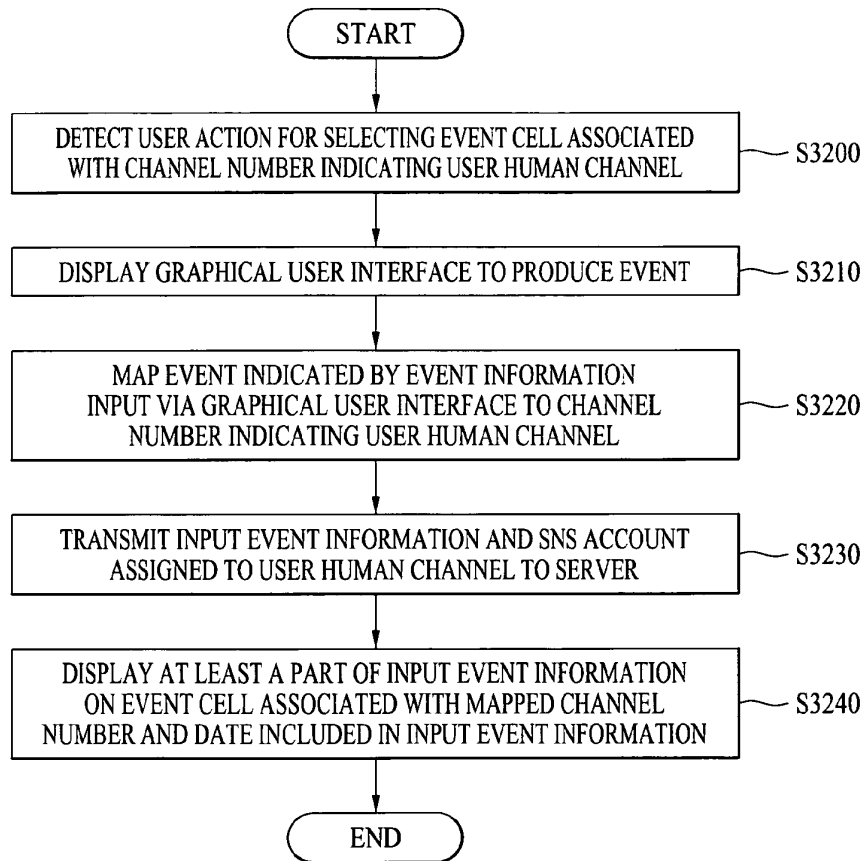 START
DETECT USER ACTION FOR SELECTING EVENT CELL ASSOCIATED
WITH CHANNEL NUMBER INDICATING USER HUMAN CHANNEL
S3200
DISPLAY GRAPHICAL USER INTERFACE TO PRODUCE EVENT
S3210
MAP EVENT INDICATED BY EVENT INFORMATION
INPUT VIA GRAPHICAL USER INTERFACE TO CHANNEL
NUMBER INDICATING USER HUMAN CHANNEL
S3220
TRANSMIT INPUT EVENT INFORMATION AND SNS ACCOUNT
ASSIGNED TO USER HUMAN CHANNEL TO SERVER
S3230
DISPLAY AT LEAST A PART OF INPUT EVENT INFORMATION
ON EVENT CELL ASSOCIATED WITH MAPPED CHANNEL
NUMBER AND DATE INCLUDED IN INPUT EVENT INFORMATION
S3240
END